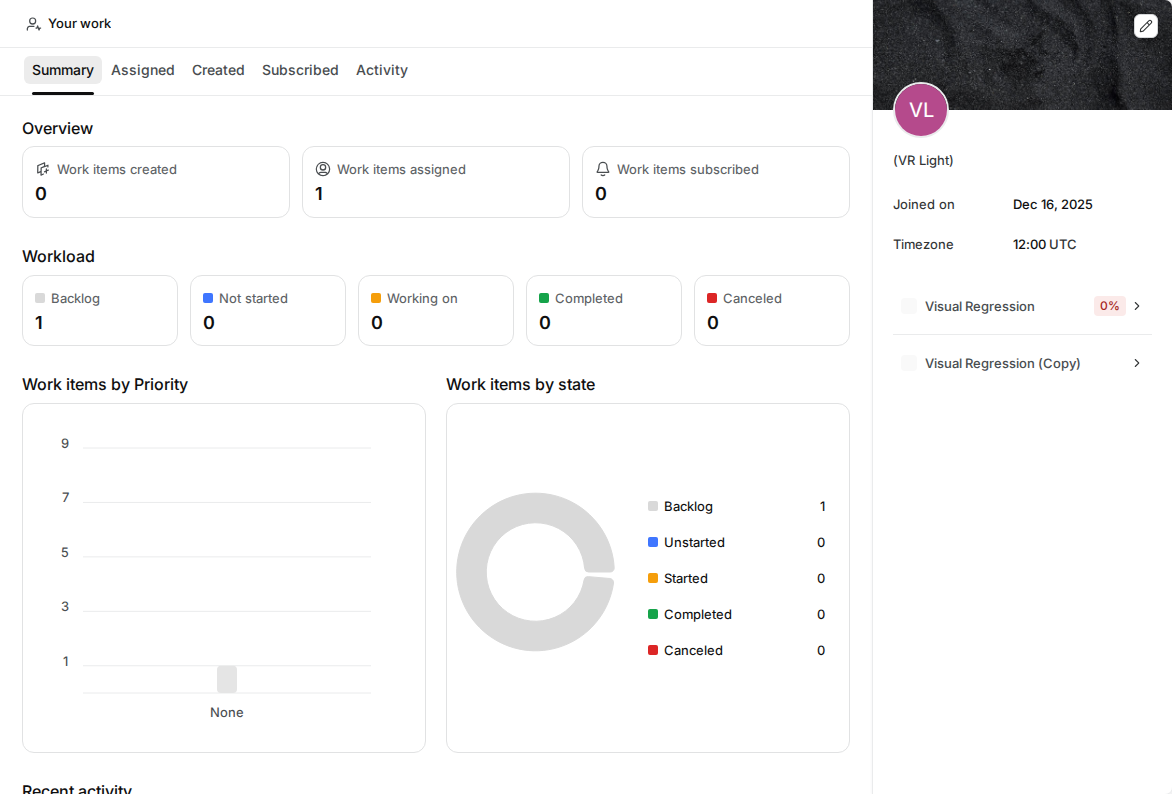 Your work
Summary Assigned Created Subscribed Activity
Overview
Work items created
0
Work items assigned
1
Work items subscribed
0
Workload
Backlog
1
Not started
0
Working on
0
Completed
0
Canceled
0
Work items by Priority
9
7
5
3
1
None
Work items by state
Backlog 1
Unstarted 0
Started 0
Completed 0
Canceled 0
Recent activity
VL
(VR Light)
Joined on Dec 16, 2025
Timezone 12:00 UTC
Visual Regression 0%
Visual Regression (Copy)